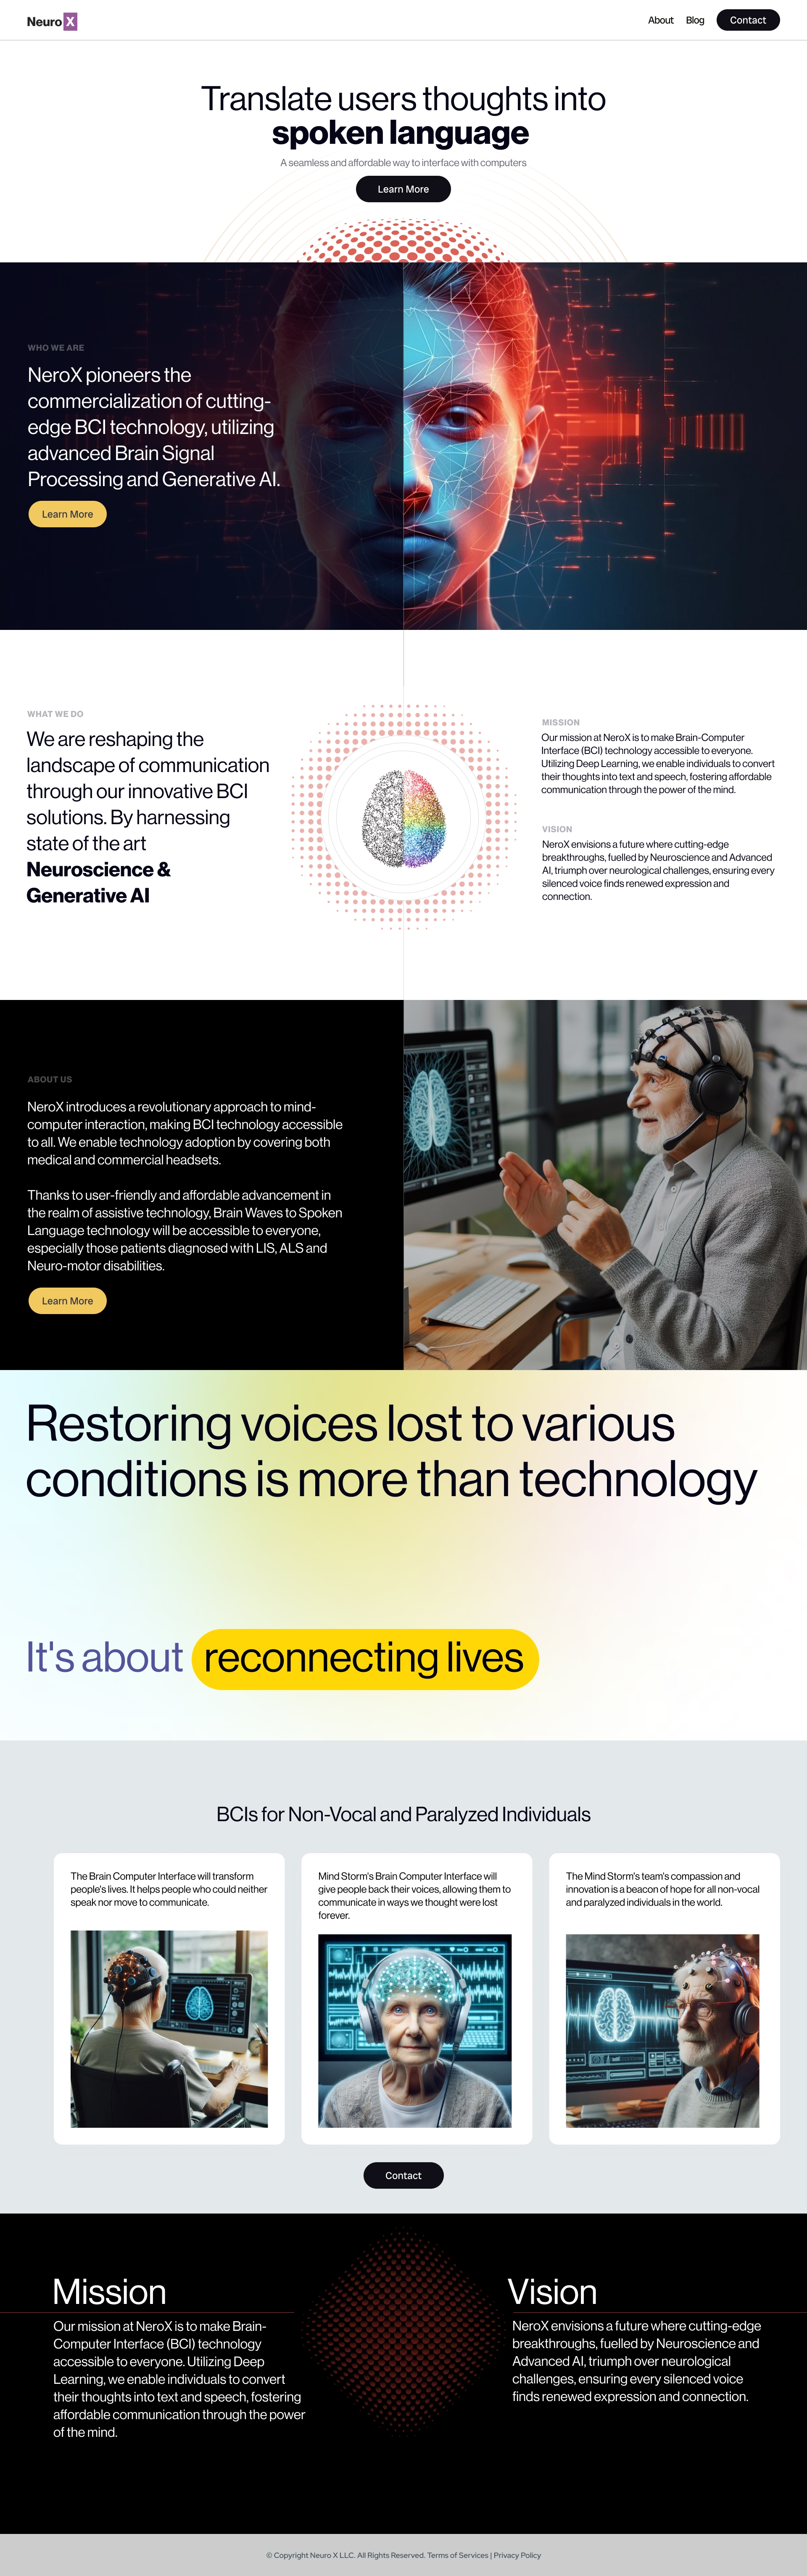 Neuro X
About Blog Contact
Translate users thoughts into
spoken language
A seamless and affordable way to interface with computers
Learn More
WHO WE ARE
NeroX pioneers the
commercialization of cutting-
edge BCI technology, utilizing
advanced Brain Signal
Processing and Generative AI.
Learn More
WHAT WE DO
We are reshaping the
landscape of communication
through our innovative BCI
solutions. By harnessing
state of the art
Neuroscience &
Generative AI
MISSION
Our mission at NeroX is to make Brain-Computer
Interface (BCI) technology accessible to everyone.
Utilizing Deep Learning, we enable individuals to convert
their thoughts into text and speech, fostering affordable
communication through the power of the mind.
VISION
NeroX envisions a future where cutting-edge
breakthroughs, fuelled by Neuroscience and Advanced
AI, triumph over neurological challenges, ensuring every
silenced voice finds renewed expression and
connection.
ABOUT US
NeroX introduces a revolutionary approach to mind-
computer interaction, making BCI technology accessible
to all. We enable technology adoption by covering both
medical and commercial headsets.
Thanks to user-friendly and affordable advancement in
the realm of assistive technology, Brain Waves to Spoken
Language technology will be accessible to everyone,
especially those patients diagnosed with LIS, ALS and
Neuro-motor disabilities.
Learn More
Restoring voices lost to various
conditions is more than technology
It's about reconnecting lives
BCIs for Non-Vocal and Paralyzed Individuals
The Brain Computer Interface will transform
people's lives. It helps people who could neither
speak nor move to communicate.
Mind Storm's Brain Computer Interface will
give people back their voices, allowing them to
communicate in ways we thought were lost
forever.
The Mind Storm's team's compassion and
innovation is a beacon of hope for all non-vocal
and paralyzed individuals in the world.
Contact
Mission
Our mission at NeroX is to make Brain-
Computer Interface (BCI) technology
accessible to everyone. Utilizing Deep
Learning, we enable individuals to convert
their thoughts into text and speech, fostering
affordable communication through the power
of the mind.
Vision
NeroX envisions a future where cutting-edge
breakthroughs, fuelled by Neuroscience and
Advanced AI, triumph over neurological
challenges, ensuring every silenced voice
finds renewed expression and connection.
© Copyright Neuro X LLC. All Rights Reserved. Terms of Services | Privacy Policy